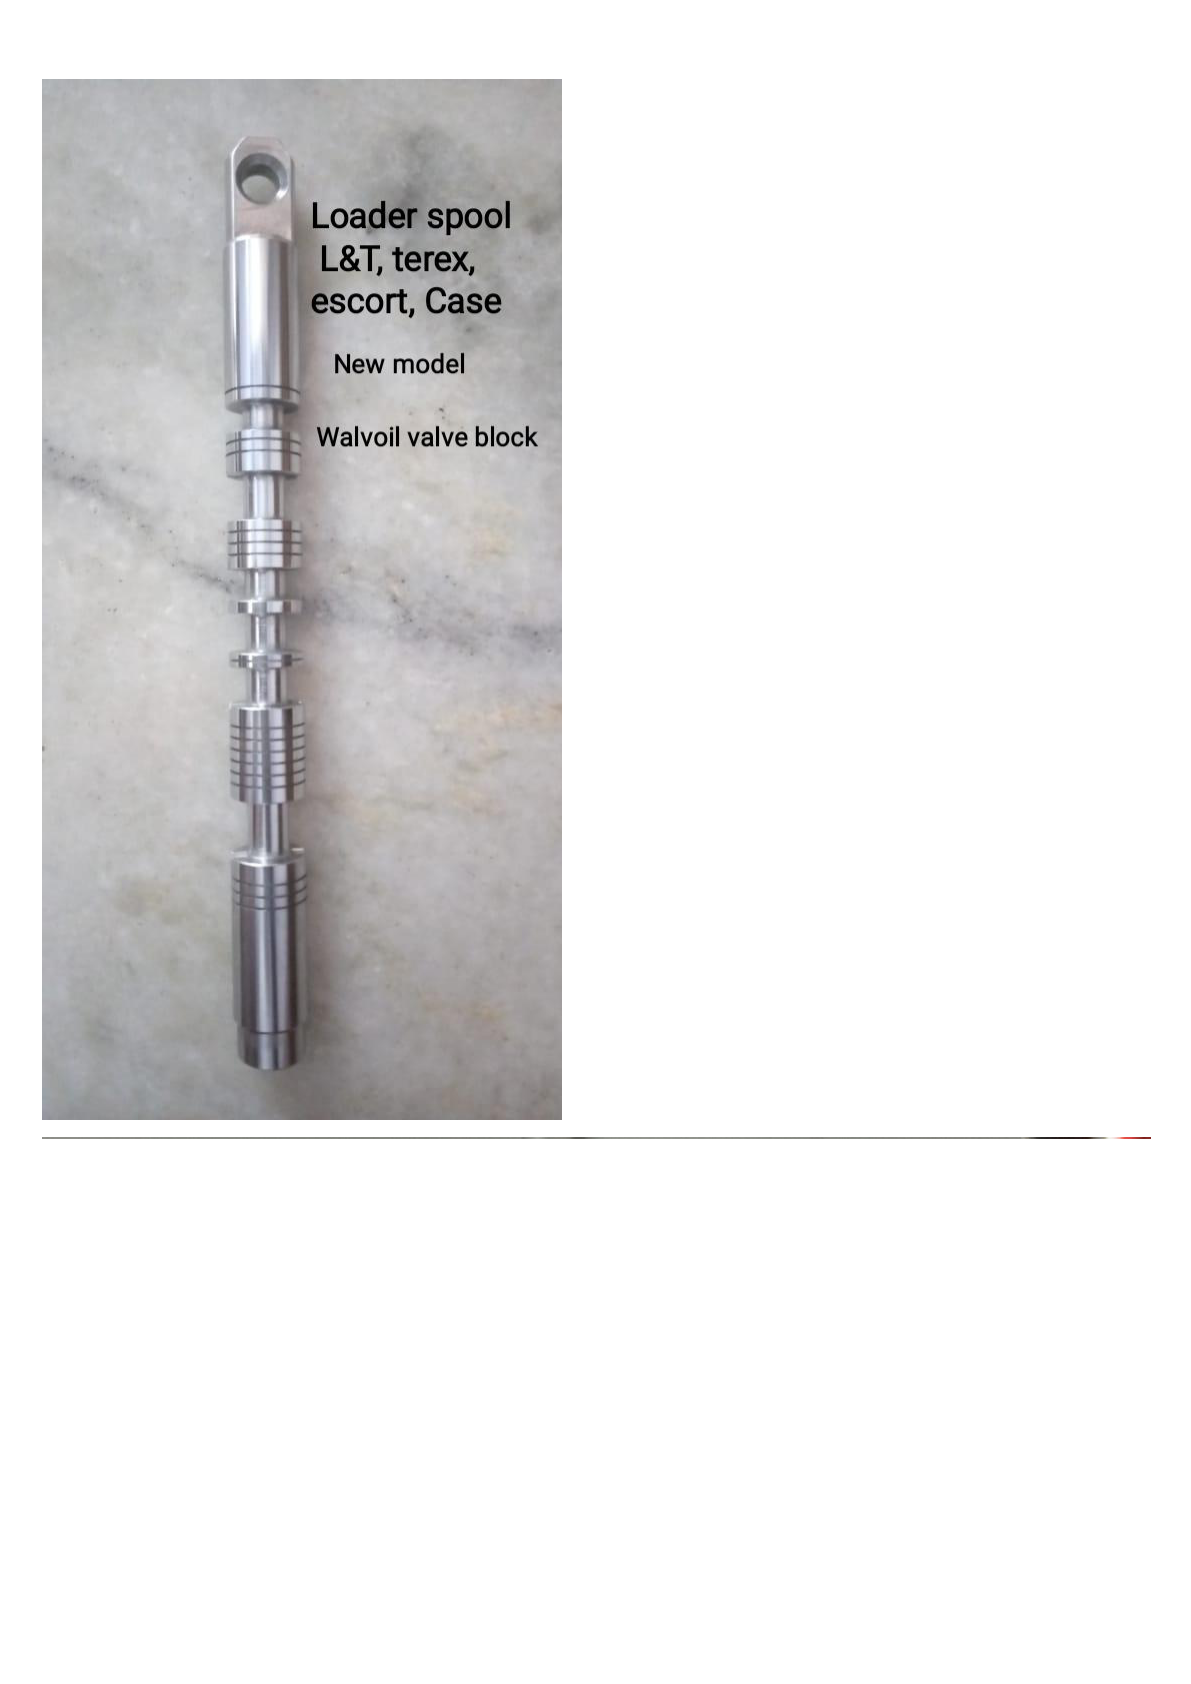 Loader spool
L&T, terex,
escort, Case
New model
Walvoil valve block